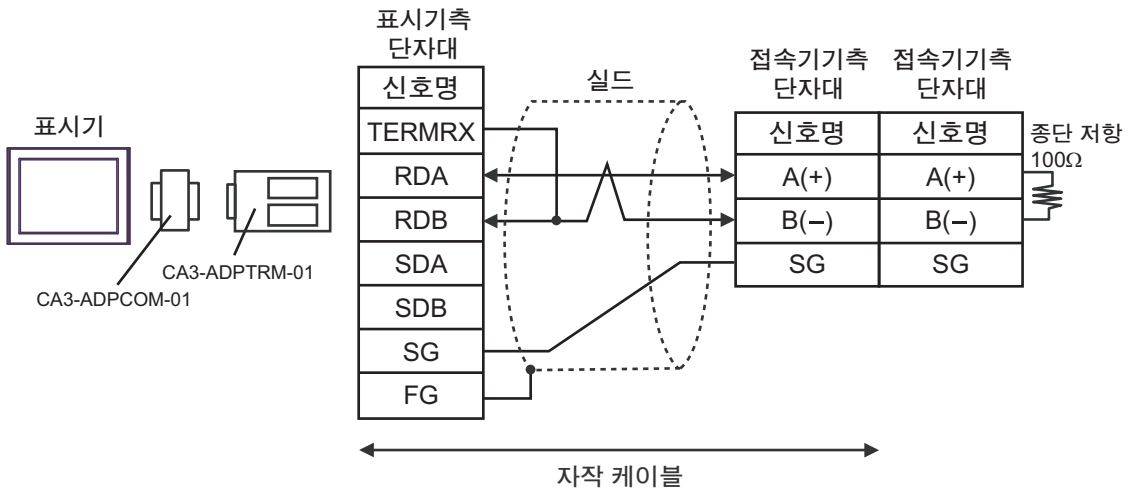 표시기
CA3-ADPCOM-01
CA3-ADPTRM-01
표시기측
단자대
신호명
TERMRX
RDA
RDB
SDA
SDB
SG
FG
실드
접속기기측
단자대
신호명
A(+)
B(−)
SG
접속기기측
단자대
신호명
A(+)
B(−)
SG
종단 저항
100Ω
자작 케이블